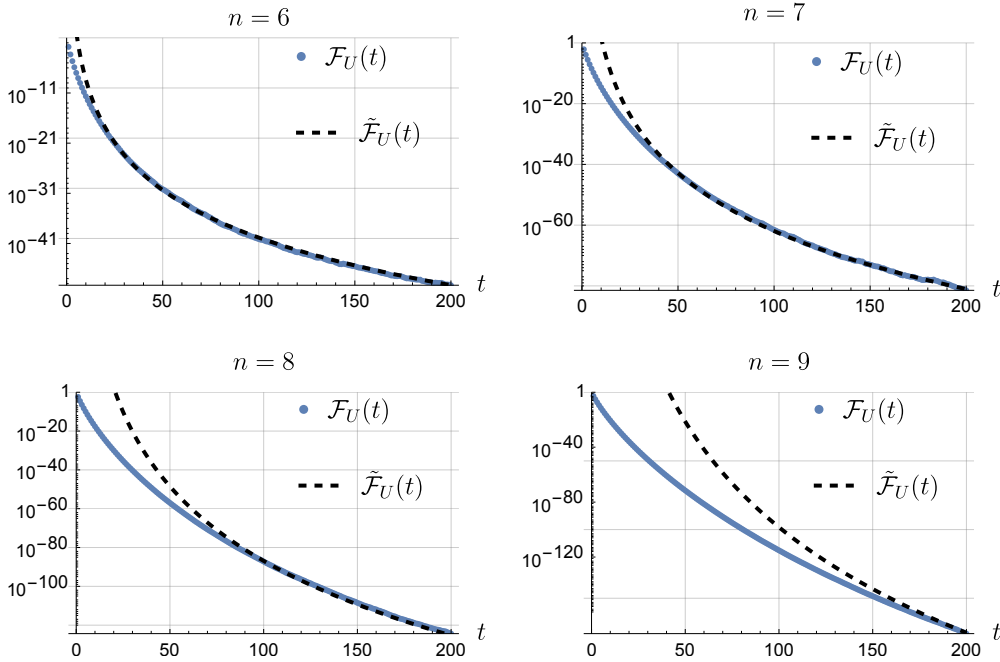 n = 6
F_U(t)
F̃_U(t)
10^−11
10^−21
10^−31
10^−41
0 50 100 150 200 t
n = 7
F_U(t)
F̃_U(t)
1
10^−20
10^−40
10^−60
0 50 100 150 200 t
n = 8
F_U(t)
F̃_U(t)
1
10^−20
10^−40
10^−60
10^−80
10^−100
0 50 100 150 200 t
n = 9
F_U(t)
F̃_U(t)
1
10^−40
10^−80
10^−120
0 50 100 150 200 t